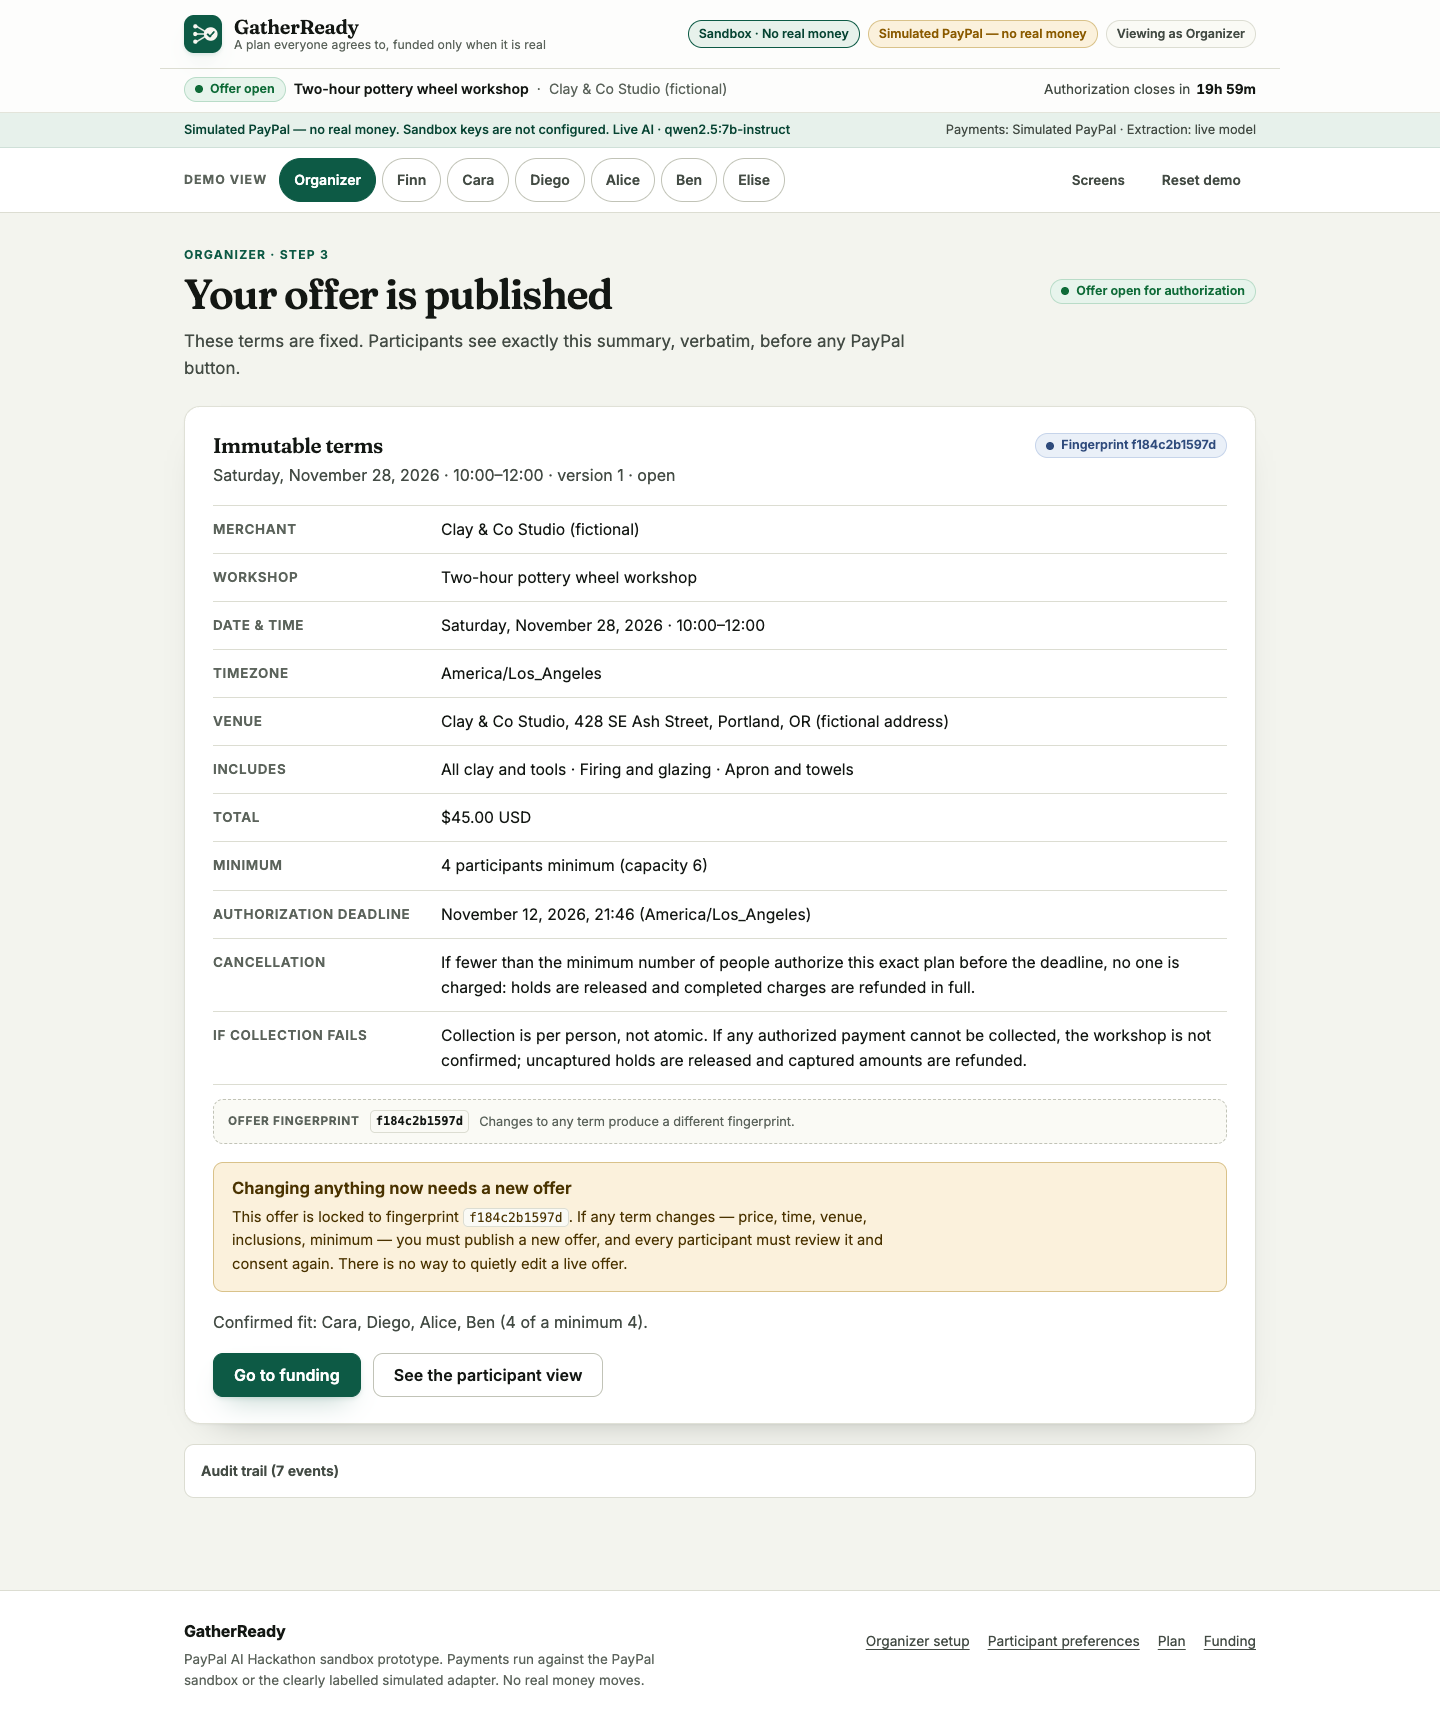 GatherReady
A plan everyone agrees to, funded only when it is real
Sandbox · No real money
Simulated PayPal — no real money
Viewing as Organizer
Offer open
Two-hour pottery wheel workshop · Clay & Co Studio (fictional)
Authorization closes in 19h 59m
Simulated PayPal — no real money. Sandbox keys are not configured. Live AI · qwen2.5:7b-instruct
Payments: Simulated PayPal · Extraction: live model
DEMO VIEW
Organizer
Finn
Cara
Diego
Alice
Ben
Elise
Screens
Reset demo
ORGANIZER · STEP 3
Your offer is published
Offer open for authorization
These terms are fixed. Participants see exactly this summary, verbatim, before any PayPal
button.
Immutable terms
Fingerprint f184c2b1597d
Saturday, November 28, 2026 · 10:00–12:00 · version 1 · open
MERCHANT
Clay & Co Studio (fictional)
WORKSHOP
Two-hour pottery wheel workshop
DATE & TIME
Saturday, November 28, 2026 · 10:00–12:00
TIMEZONE
America/Los_Angeles
VENUE
Clay & Co Studio, 428 SE Ash Street, Portland, OR (fictional address)
INCLUDES
All clay and tools · Firing and glazing · Apron and towels
TOTAL
$45.00 USD
MINIMUM
4 participants minimum (capacity 6)
AUTHORIZATION DEADLINE
November 12, 2026, 21:46 (America/Los_Angeles)
CANCELLATION
If fewer than the minimum number of people authorize this exact plan before the deadline, no one is
charged: holds are released and completed charges are refunded in full.
IF COLLECTION FAILS
Collection is per person, not atomic. If any authorized payment cannot be collected, the workshop is not
confirmed; uncaptured holds are released and captured amounts are refunded.
OFFER FINGERPRINT f184c2b1597d Changes to any term produce a different fingerprint.
Changing anything now needs a new offer
This offer is locked to fingerprint f184c2b1597d. If any term changes — price, time, venue,
inclusions, minimum — you must publish a new offer, and every participant must review it and
consent again. There is no way to quietly edit a live offer.
Confirmed fit: Cara, Diego, Alice, Ben (4 of a minimum 4).
Go to funding
See the participant view
Audit trail (7 events)
GatherReady
PayPal AI Hackathon sandbox prototype. Payments run against the PayPal
sandbox or the clearly labelled simulated adapter. No real money moves.
Organizer setup
Participant preferences
Plan
Funding